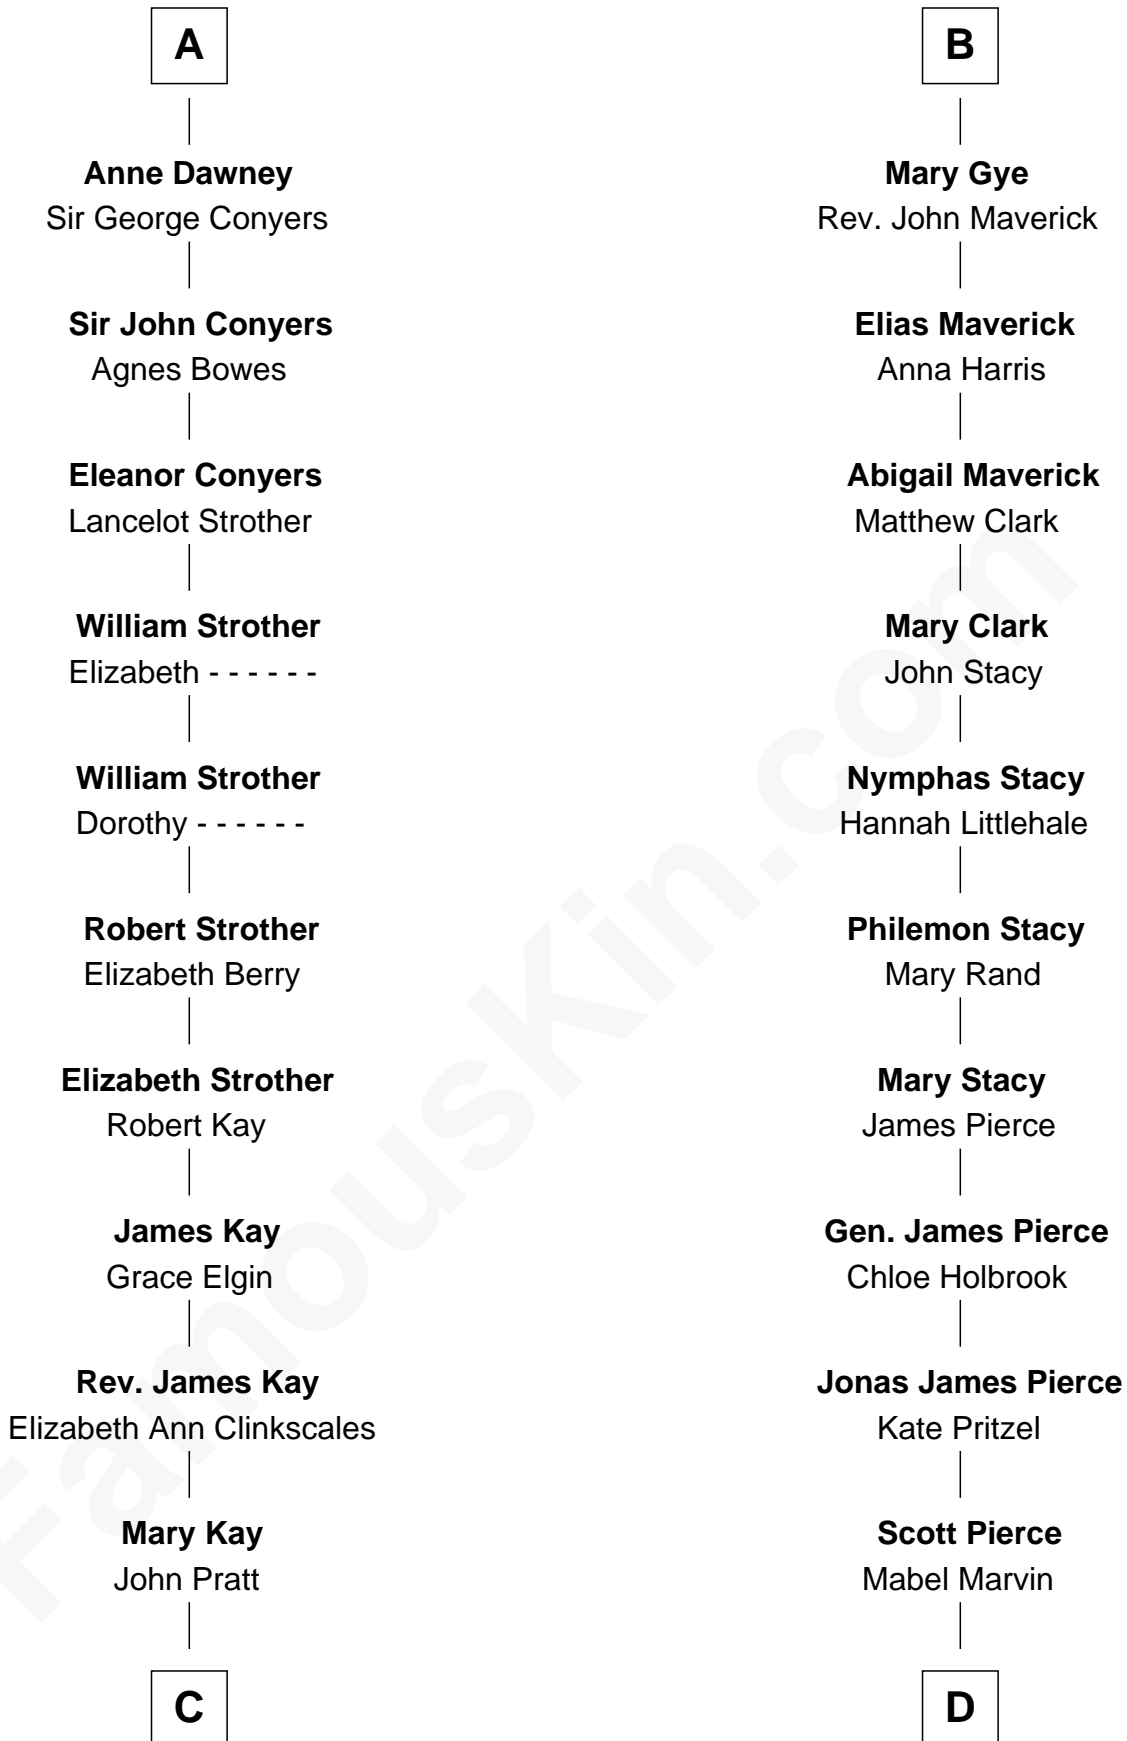 A
Anne Dawney
Sir George Conyers
Sir John Conyers
Agnes Bowes
Eleanor Conyers
Lancelot Strother
William Strother
Elizabeth - - - - - -
William Strother
Dorothy - - - - - -
Robert Strother
Elizabeth Berry
Elizabeth Strother
Robert Kay
James Kay
Grace Elgin
Rev. James Kay
Elizabeth Ann Clinkscales
Mary Kay
John Pratt
C
B
Mary Gye
Rev. John Maverick
Elias Maverick
Anna Harris
Abigail Maverick
Matthew Clark
Mary Clark
John Stacy
Nymphas Stacy
Hannah Littlehale
Philemon Stacy
Mary Rand
Mary Stacy
James Pierce
Gen. James Pierce
Chloe Holbrook
Jonas James Pierce
Kate Pritzel
Scott Pierce
Mabel Marvin
D
FamousKin.com